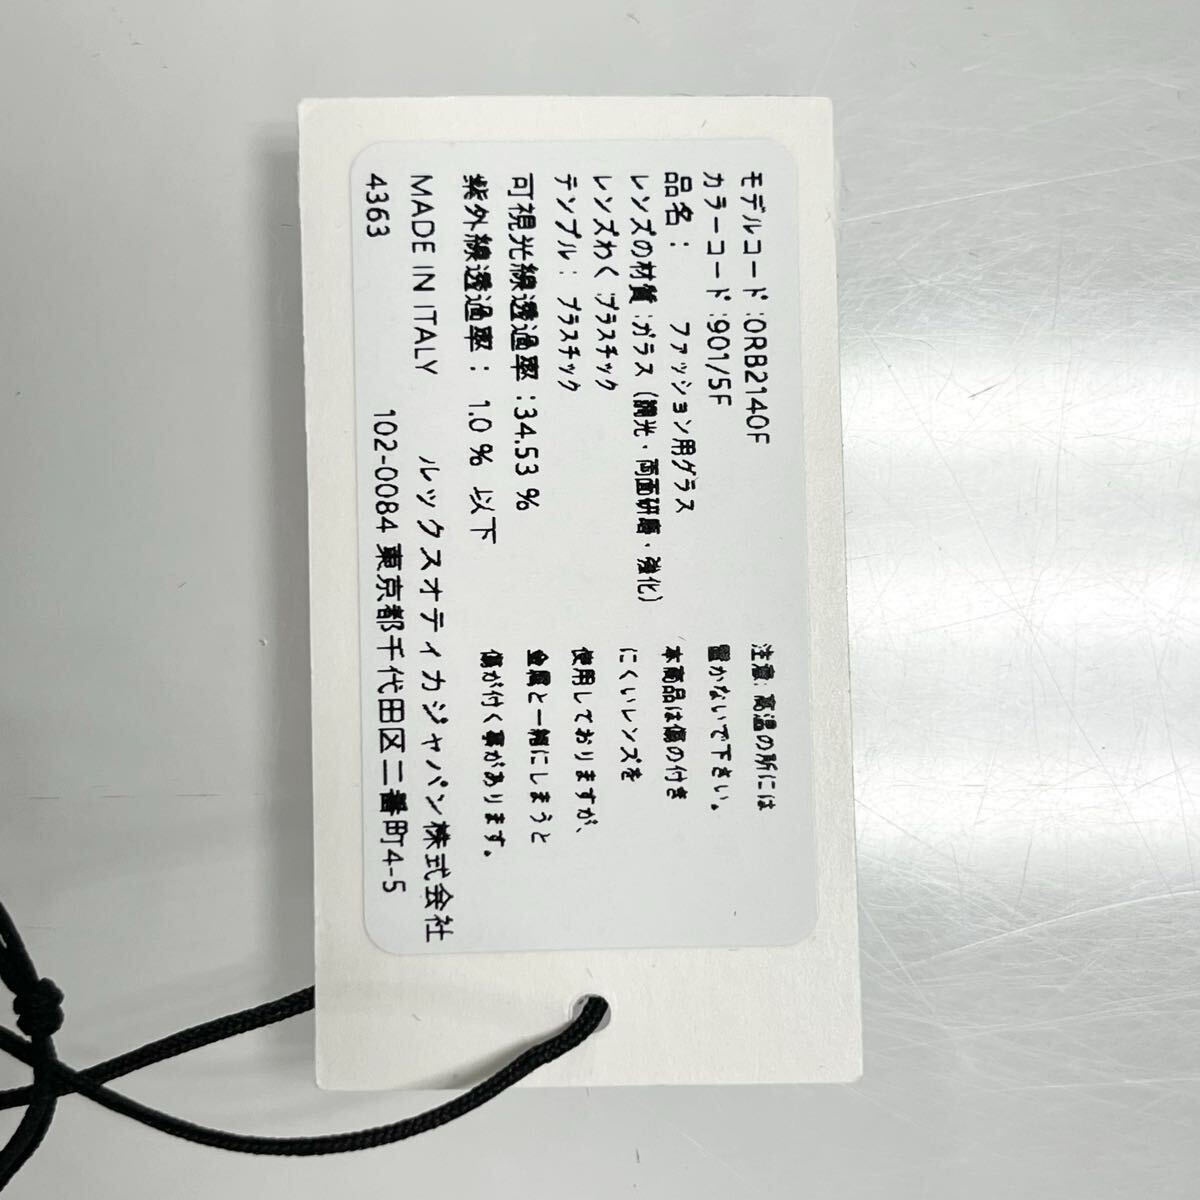 モデルコード:0RB2140F
カラーコード:901/5F
品名: ファッション用グラス
レンズの材質:ガラス(調光・両面研磨・強化)
レンズわく:プラスチック
テンプル: プラスチック
可視光線透過率:34.53 %
紫外線透過率: 1.0 % 以下
MADE IN ITALY ルックスオティカジャパン株式会社
4363 102-0084 東京都千代田区二番町4-5
注意:高温の所には
置かないで下さい。
本商品は傷の付き
にくいレンズを
使用しておりますが、
金属と一緒にしまうと
傷が付く事があります。